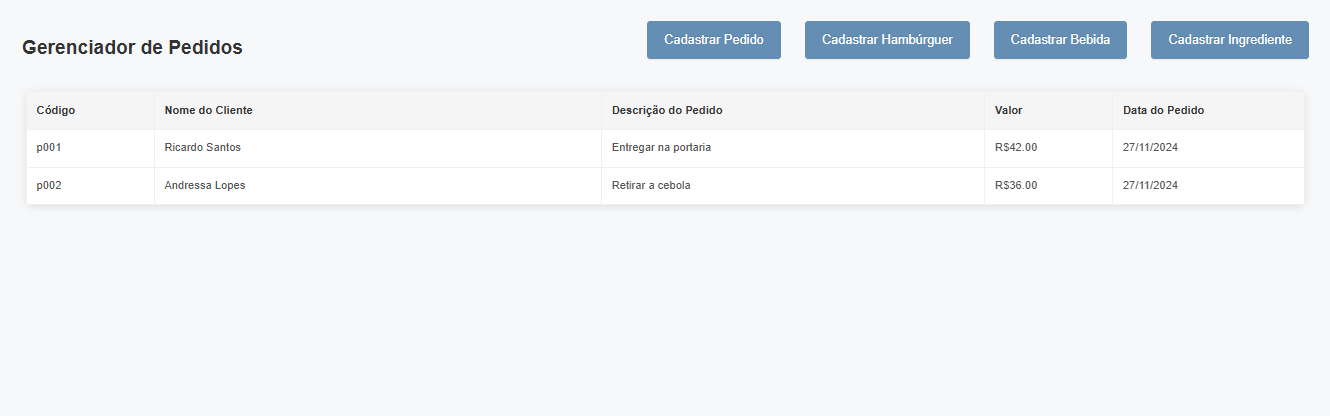 Gerenciador de Pedidos
Cadastrar Pedido Cadastrar Hambúrguer Cadastrar Bebida Cadastrar Ingrediente
Código Nome do Cliente Descrição do Pedido Valor Data do Pedido
p001 Ricardo Santos Entregar na portaria R$42.00 27/11/2024
p002 Andressa Lopes Retirar a cebola R$36.00 27/11/2024